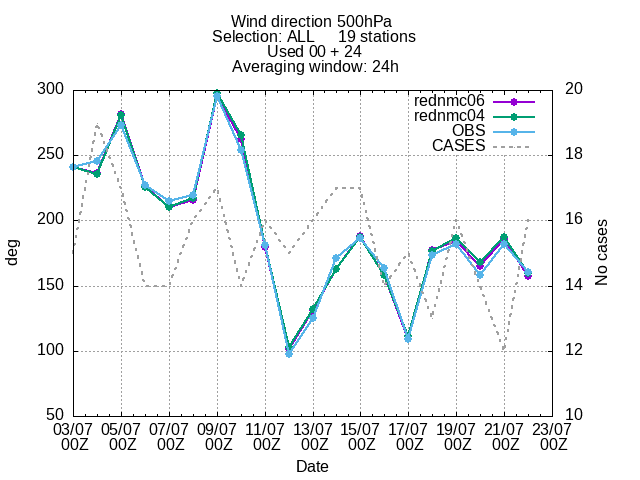 Wind direction 500hPa
Selection: ALL 19 stations
Used 00 + 24
Averaging window: 24h
rednmc06
rednmc04
OBS
CASES
300
250
200
150
100
50
deg
20
18
16
14
12
10
No cases
03/07 05/07 07/07 09/07 11/07 13/07 15/07 17/07 19/07 21/07 23/07
00Z 00Z 00Z 00Z 00Z 00Z 00Z 00Z 00Z 00Z 00Z
Date